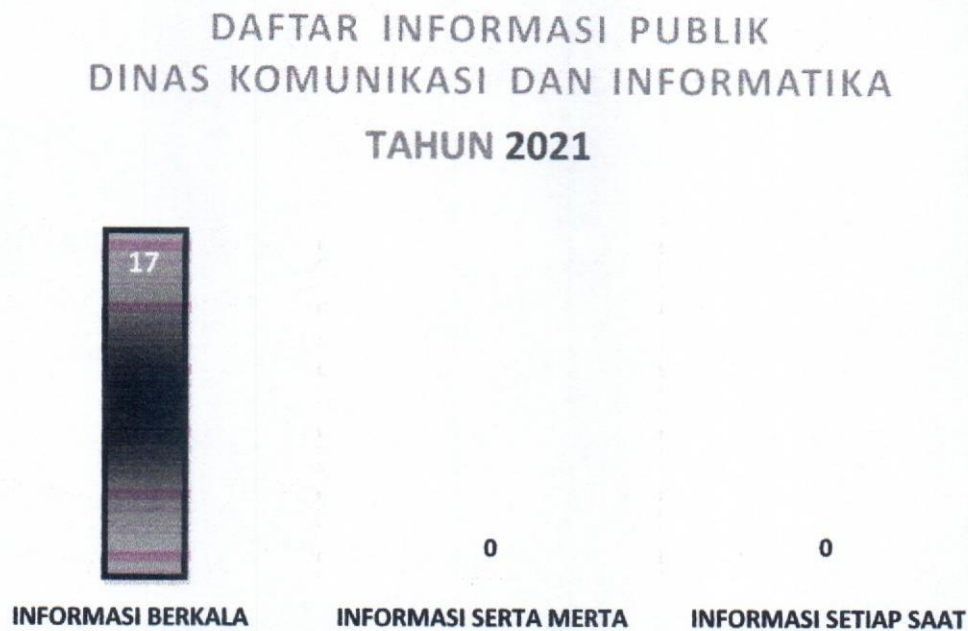 DAFTAR INFORMASI PUBLIK
DINAS KOMUNIKASI DAN INFORMATIKA
TAHUN 2021
17
0
0
INFORMASI BERKALA
INFORMASI SERTA MERTA
INFORMASI SETIAP SAAT